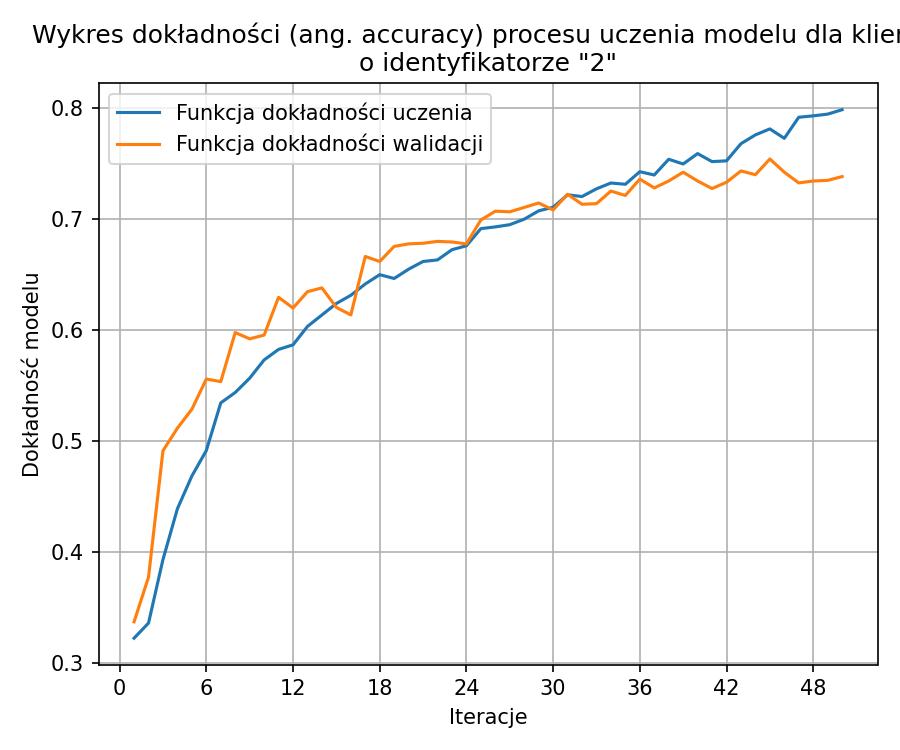 Wykres dokładności (ang. accuracy) procesu uczenia modelu dla
o identyfikatorze "2"
Funkcja dokładności uczenia
Funkcja dokładności walidacji
0.8
0.7
0.6
0.5
0.4
0.3
Dokładność modelu
0 6 12 18 24 30 36 42 48
Iteracje